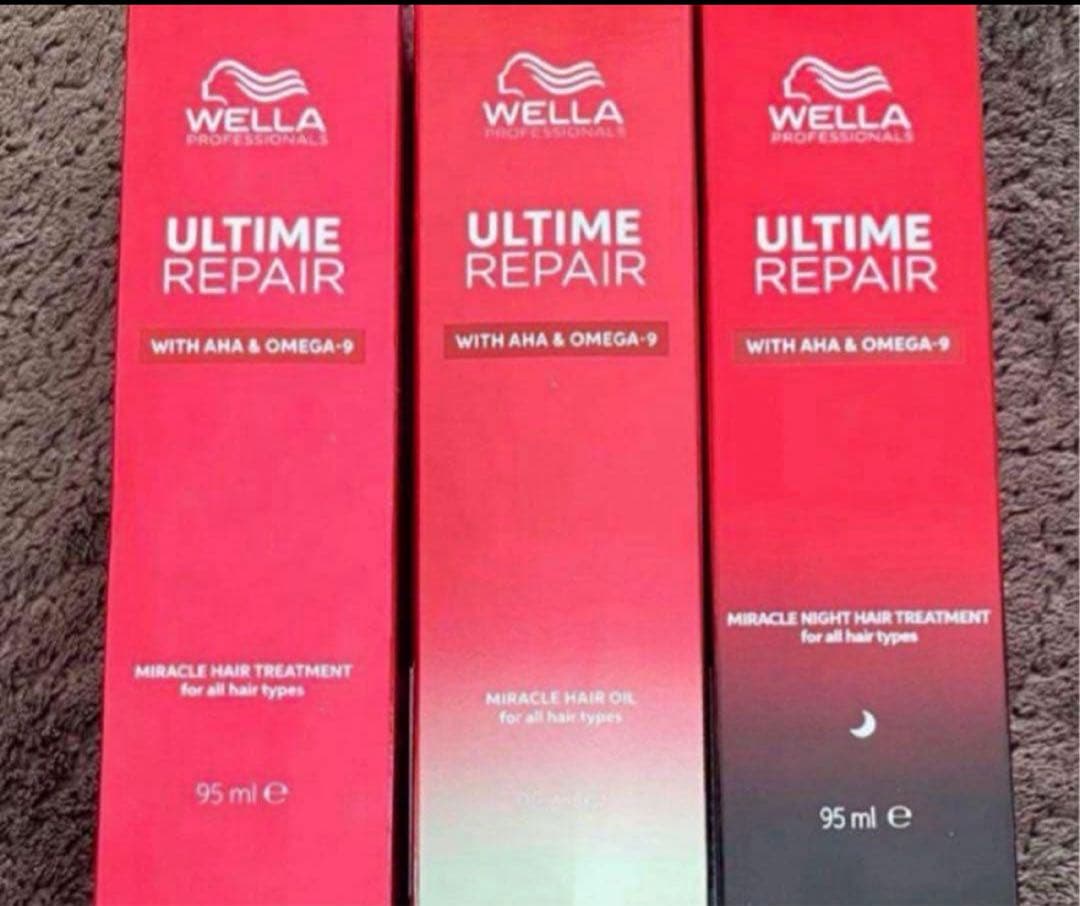 WELLA
PROFESSIONALS
ULTIME
REPAIR
WITH AHA & OMEGA-9
MIRACLE HAIR TREATMENT
for all hair types
95 ml e
WELLA
PROFESSIONALS
ULTIME
REPAIR
WITH AHA & OMEGA-9
MIRACLE HAIR OIL
for all hair types
WELLA
PROFESSIONALS
ULTIME
REPAIR
WITH AHA & OMEGA-9
MIRACLE NIGHT HAIR TREATMENT
for all hair types
95 ml e